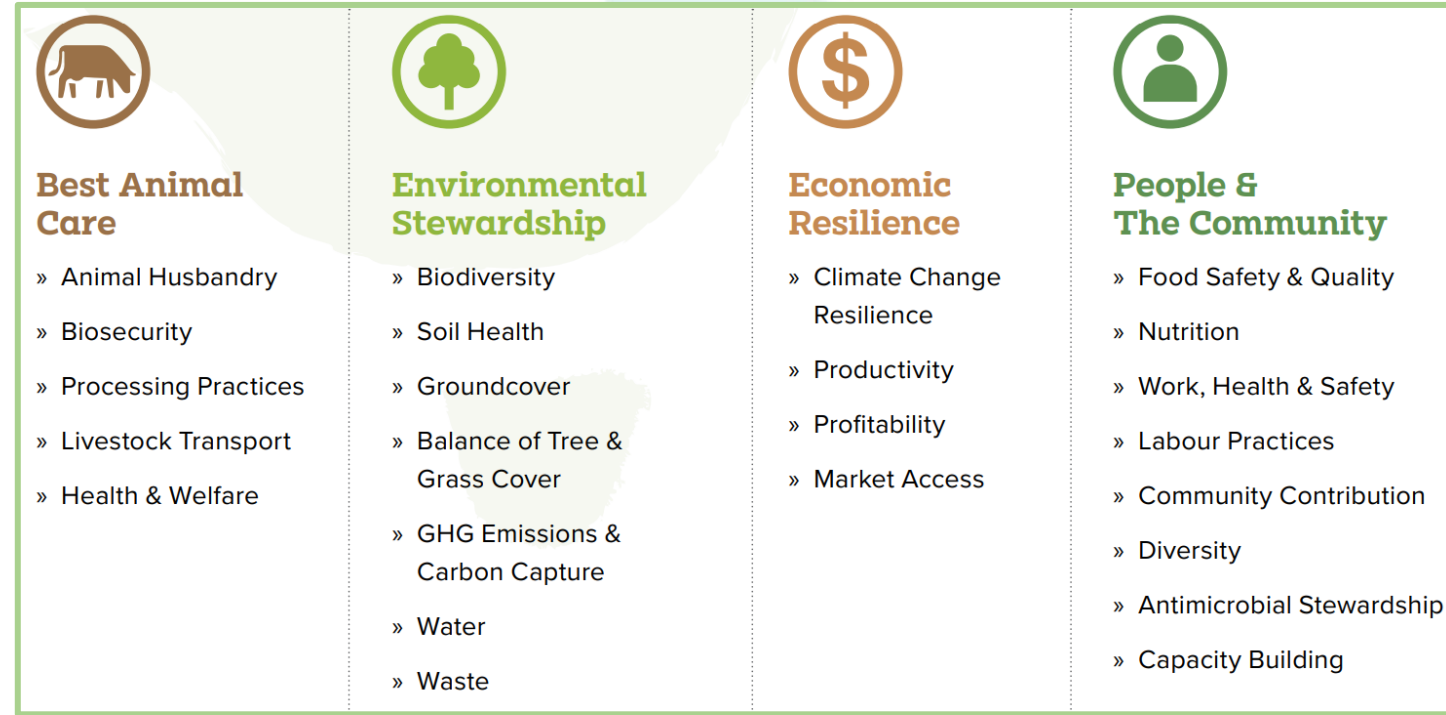 $
Best Animal
Care
» Animal Husbandry
» Biosecurity
» Processing Practices
» Livestock Transport
» Health & Welfare
Environmental
Stewardship
» Biodiversity
» Soil Health
» Groundcover
» Balance of Tree &
Grass Cover
» GHG Emissions &
Carbon Capture
» Water
» Waste
Economic
Resilience
» Climate Change
Resilience
» Productivity
» Profitability
» Market Access
People &
The Community
» Food Safety & Quality
» Nutrition
» Work, Health & Safety
» Labour Practices
» Community Contribution
» Diversity
» Antimicrobial Stewardship
» Capacity Building